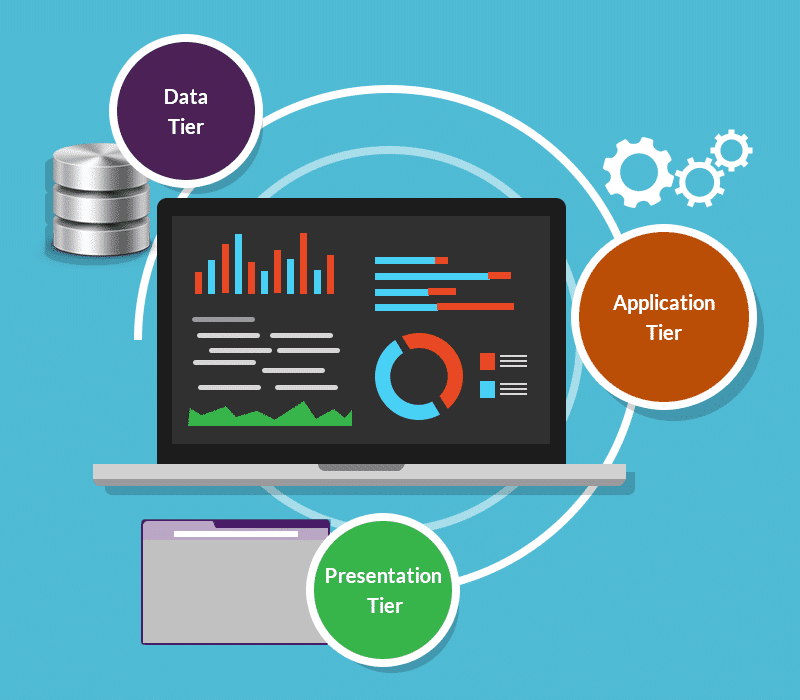 Data
Tier
Application
Tier
Presentation
Tier